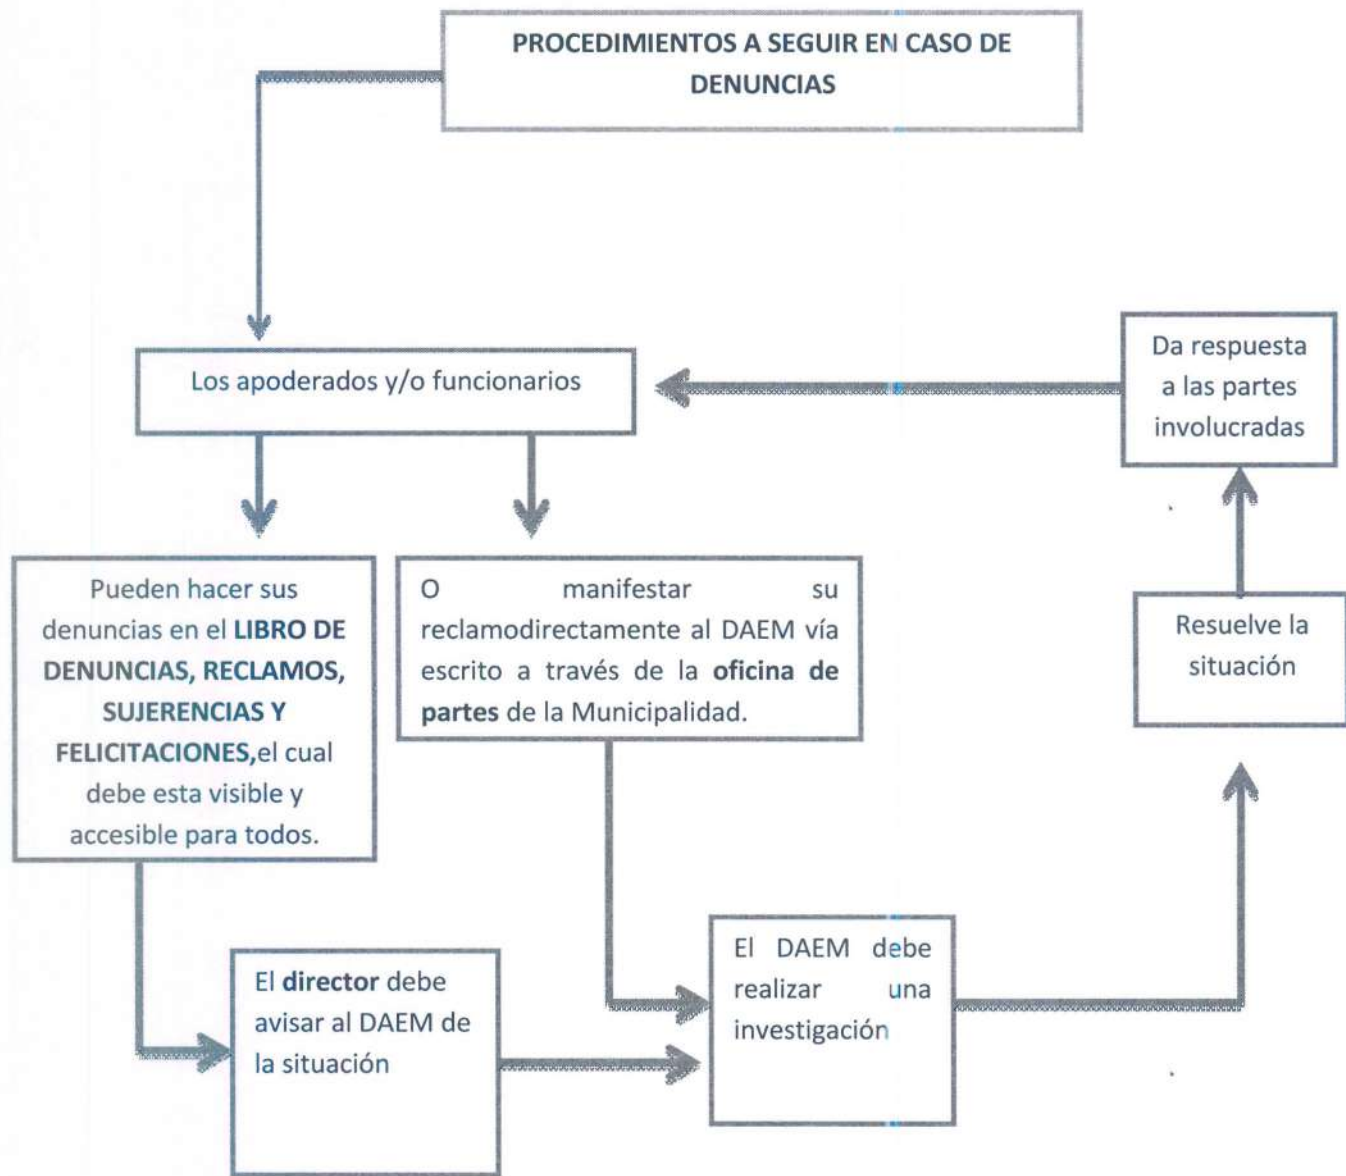 PROCEDIMIENTOS A SEGUIR EN CASO DE
DENUNCIAS
Los apoderados y/o funcionarios
Da respuesta
a las partes
involucradas
Pueden hacer sus
denuncias en el LIBRO DE
DENUNCIAS, RECLAMOS,
SUJERENCIAS Y
FELICITACIONES,el cual
debe esta visible y
accesible para todos.
O manifestar su
reclamodirectamente al DAEM vía
escrito a través de la oficina de
partes de la Municipalidad.
Resuelve la
situación
El director debe
avisar al DAEM de
la situación
El DAEM debe
realizar una
investigación